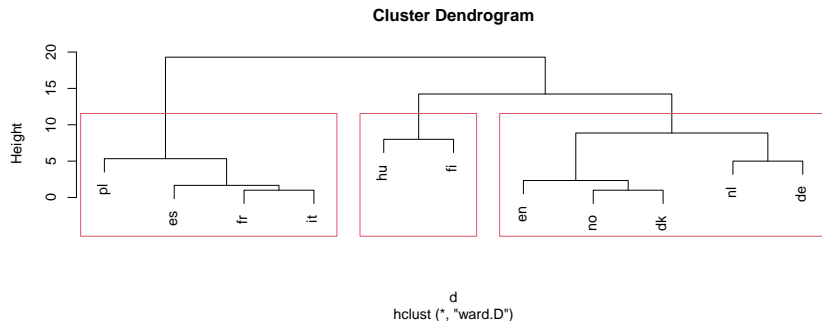 Cluster Dendrogram
Height
20
15
10
5
0
pl
es
fr
it
hu
fi
en
no
dk
nl
de
d
hclust (*, "ward.D")